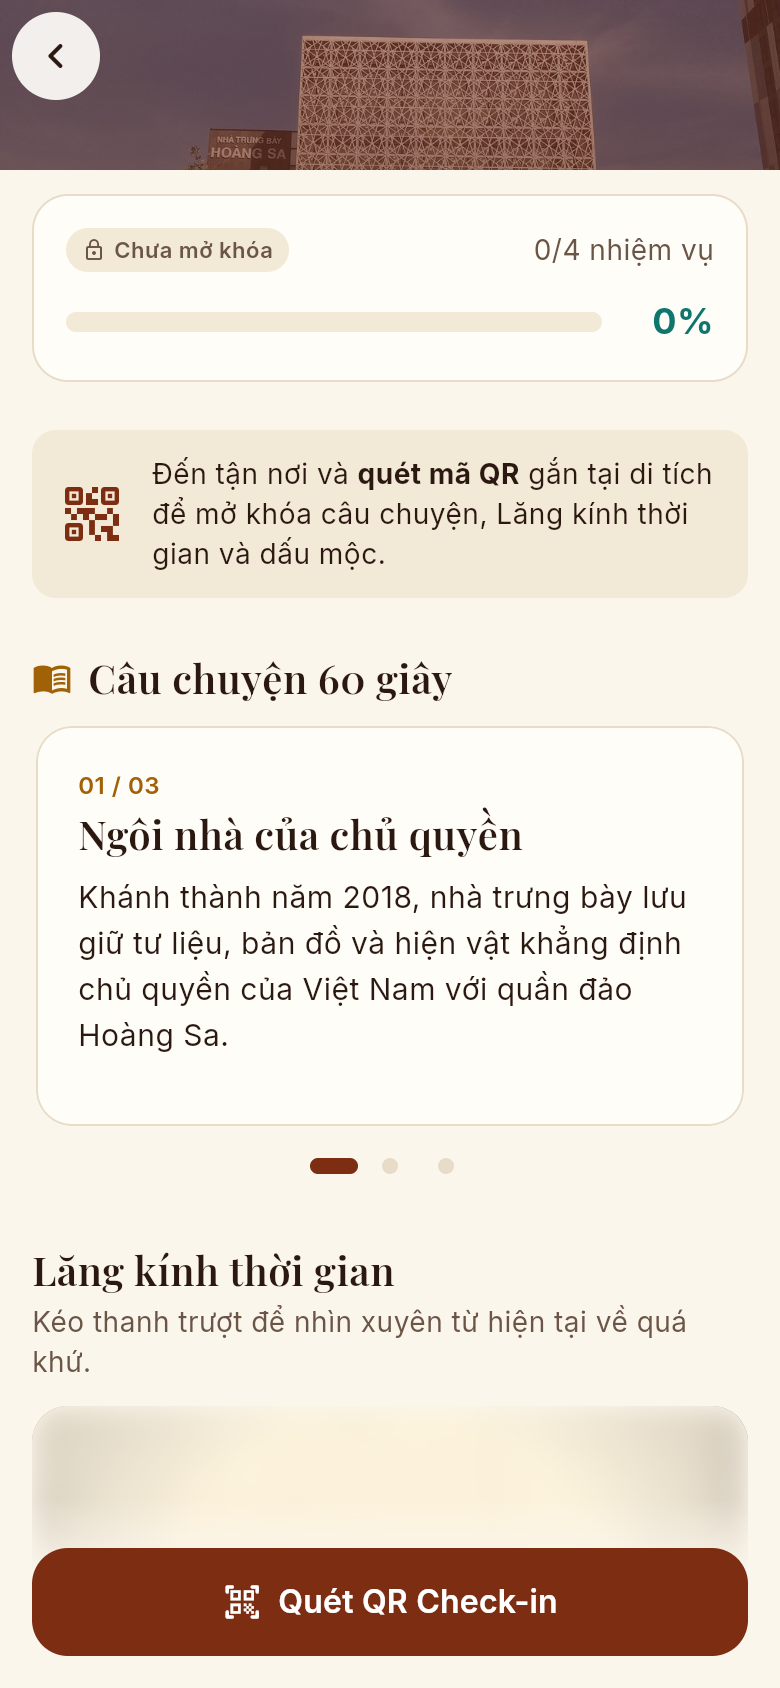 NHÀ TRƯNG BÀY
HOÀNG SA
Chưa mở khóa
0/4 nhiệm vụ
0%
Đến tận nơi và quét mã QR gắn tại di tích
để mở khóa câu chuyện, Lăng kính thời
gian và dấu mộc.
Câu chuyện 60 giây
01 / 03
Ngôi nhà của chủ quyền
Khánh thành năm 2018, nhà trưng bày lưu
giữ tư liệu, bản đồ và hiện vật khẳng định
chủ quyền của Việt Nam với quần đảo
Hoàng Sa.
Lăng kính thời gian
Kéo thanh trượt để nhìn xuyên từ hiện tại về quá
khứ.
Quét QR Check-in